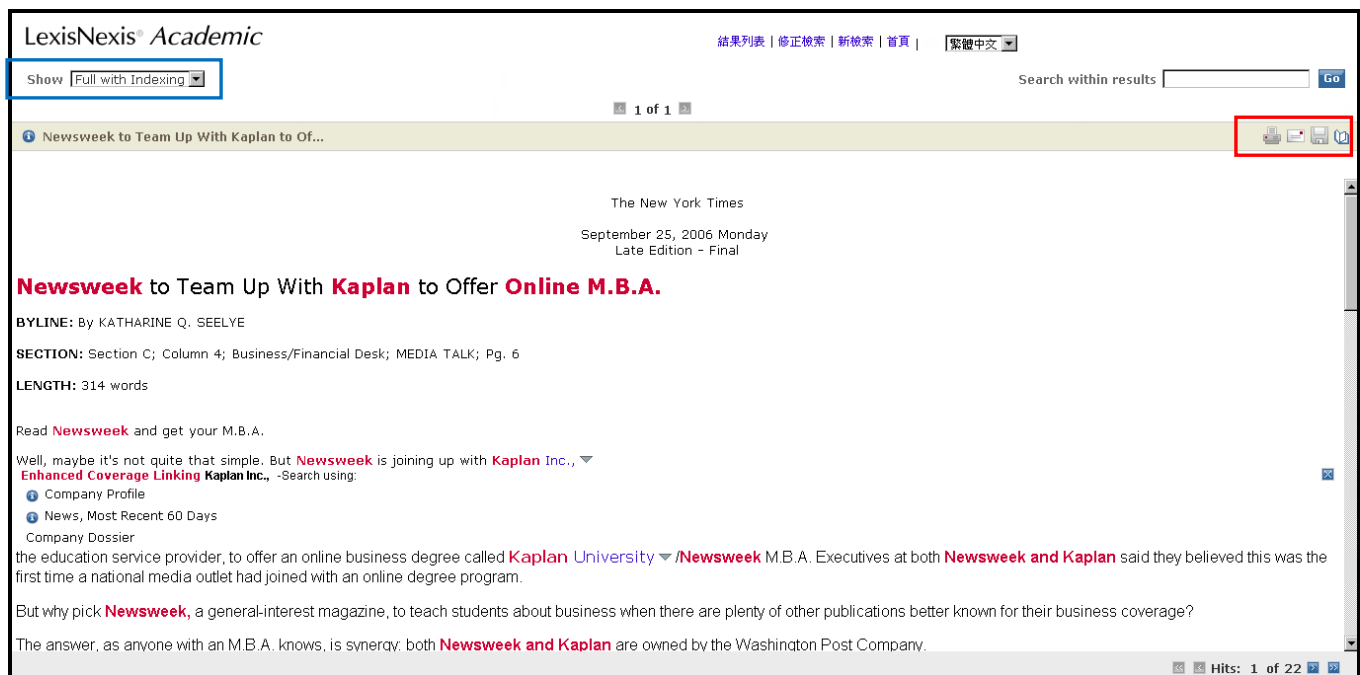 LexisNexis® Academic
結果列表 | 修正檢索 | 新檢索 | 首頁 | 繁體中文
Show Full with Indexing
Search within results Go
1 of 1
Newsweek to Team Up With Kaplan to Of...
The New York Times
September 25, 2006 Monday
Late Edition - Final
Newsweek to Team Up With Kaplan to Offer Online M.B.A.
BYLINE: By KATHARINE Q. SEELYE
SECTION: Section C; Column 4; Business/Financial Desk; MEDIA TALK; Pg. 6
LENGTH: 314 words
Read Newsweek and get your M.B.A.
Well, maybe it's not quite that simple. But Newsweek is joining up with Kaplan Inc.,
Enhanced Coverage Linking Kaplan Inc., -Search using:
Company Profile
News, Most Recent 60 Days
Company Dossier
the education service provider, to offer an online business degree called Kaplan University /Newsweek M.B.A. Executives at both Newsweek and Kaplan said they believed this was the
first time a national media outlet had joined with an online degree program.
But why pick Newsweek, a general-interest magazine, to teach students about business when there are plenty of other publications better known for their business coverage?
The answer, as anyone with an M.B.A. knows, is synergy: both Newsweek and Kaplan are owned by the Washington Post Company.
Hits: 1 of 22